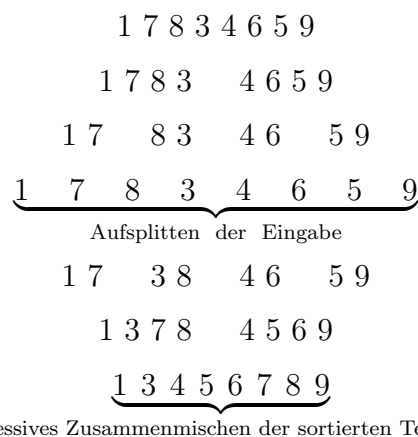 1 7 8 3 4 6 5 9
1 7 8 3 4 6 5 9
1 7 8 3 4 6 5 9
1 7 8 3 4 6 5 9
Aufsplitten der Eingabe
1 7 3 8 4 6 5 9
1 3 7 8 4 5 6 9
1 3 4 5 6 7 8 9
Zusammenmischen der sortierten